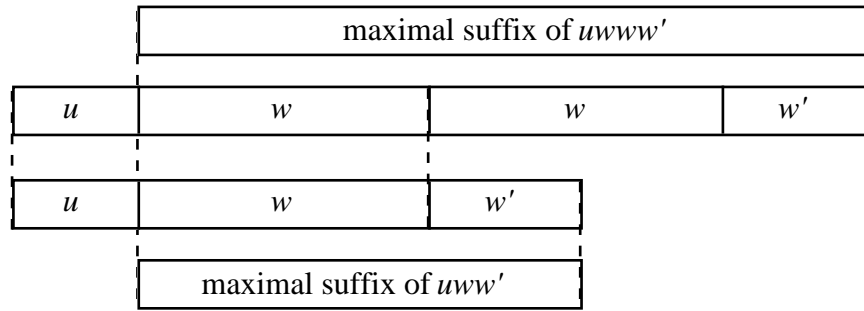 maximal suffix of uwww'
u w w w'
u w w'
maximal suffix of uww'